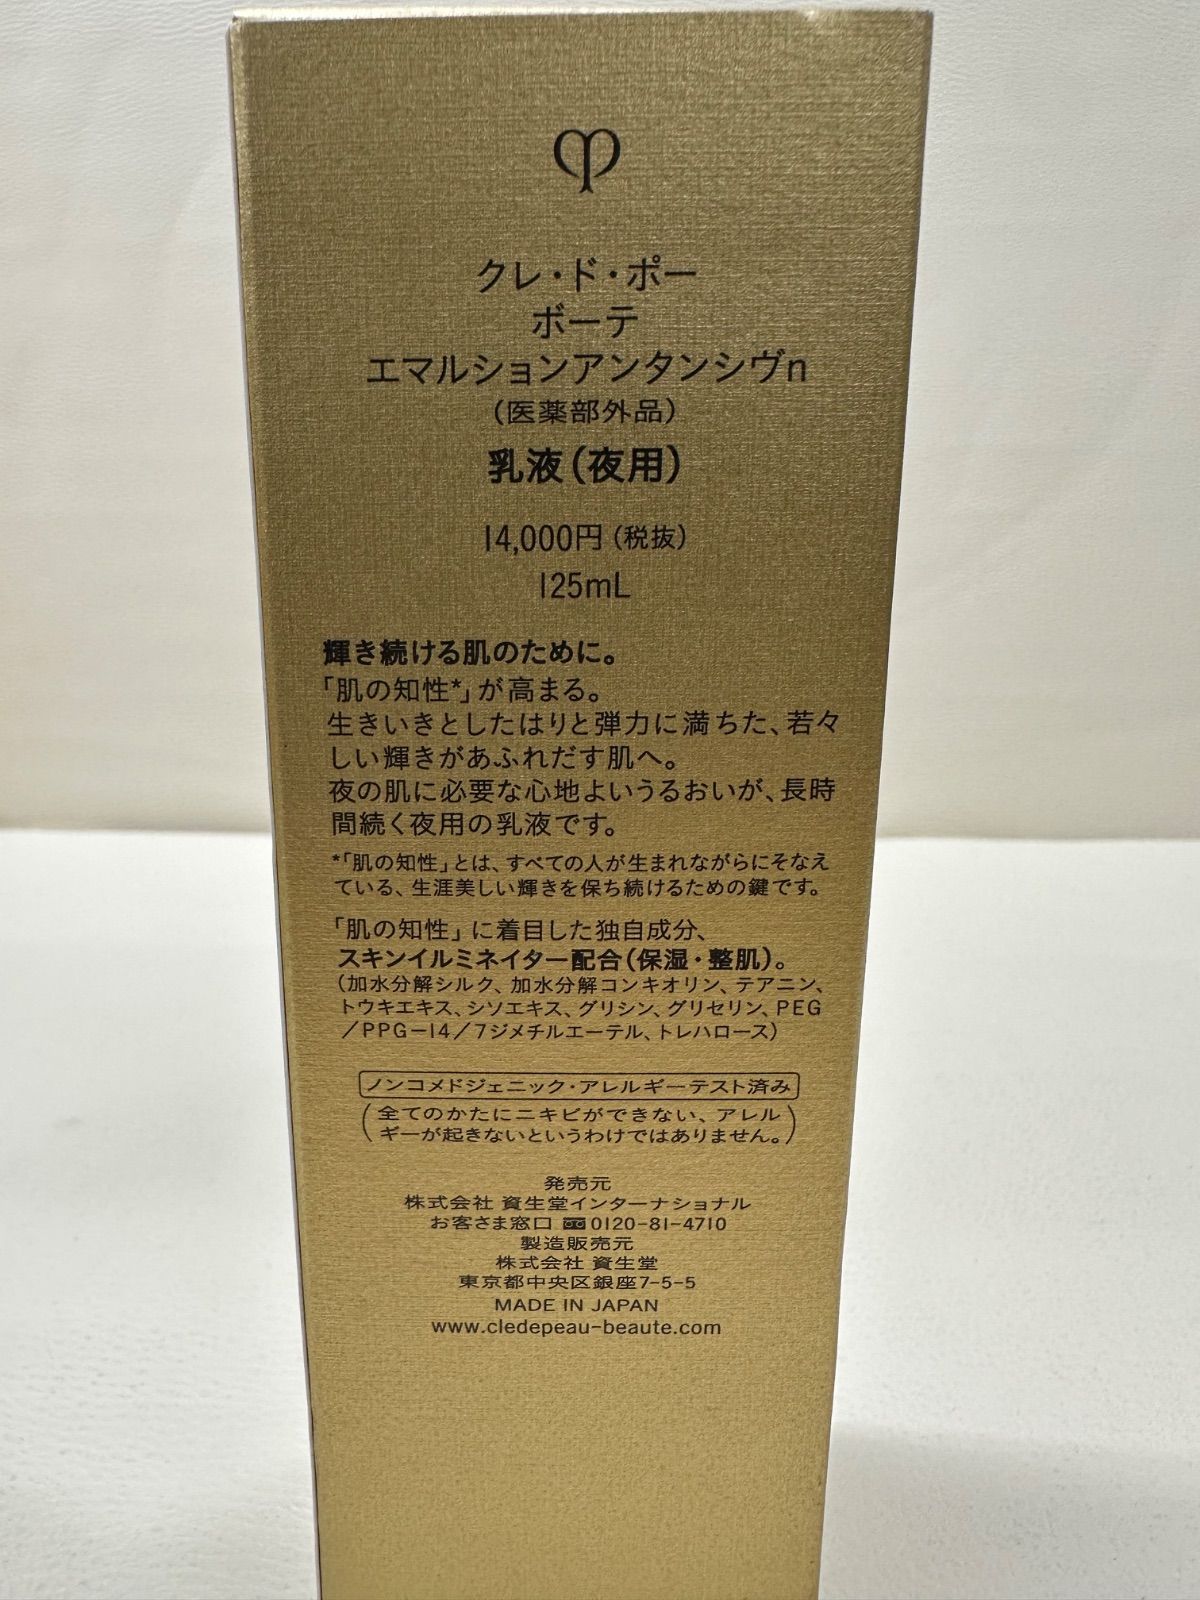 クレ・ド・ポー
ボーテ
エマルションアンタンシヴn
（医薬部外品）
乳液（夜用）
14,000円（税抜）
125mL
輝き続ける肌のために。
「肌の知性*」が高まる。
生きいきとしたはりと弾力に満ちた、若々
しい輝きがあふれだす肌へ。
夜の肌に必要な心地よいうるおいが、長時
間続く夜用の乳液です。
*「肌の知性」とは、すべての人が生まれながらにそなえ
ている、生涯美しい輝きを保ち続けるための鍵です。
「肌の知性」に着目した独自成分、
スキンイルミネイター配合（保湿・整肌）。
（加水分解シルク、加水分解コンキオリン、テアニン、
トウキエキス、シソエキス、グリシン、グリセリン、PEG
／PPG－14／7ジメチルエーテル、トレハロース）
ノンコメドジェニック・アレルギーテスト済み
（全てのかたにニキビができない、アレル
ギーが起きないというわけではありません。）
発売元
株式会社 資生堂インターナショナル
お客さま窓口 0120-81-4710
製造販売元
株式会社 資生堂
東京都中央区銀座7-5-5
MADE IN JAPAN
www.cledepeau-beaute.com